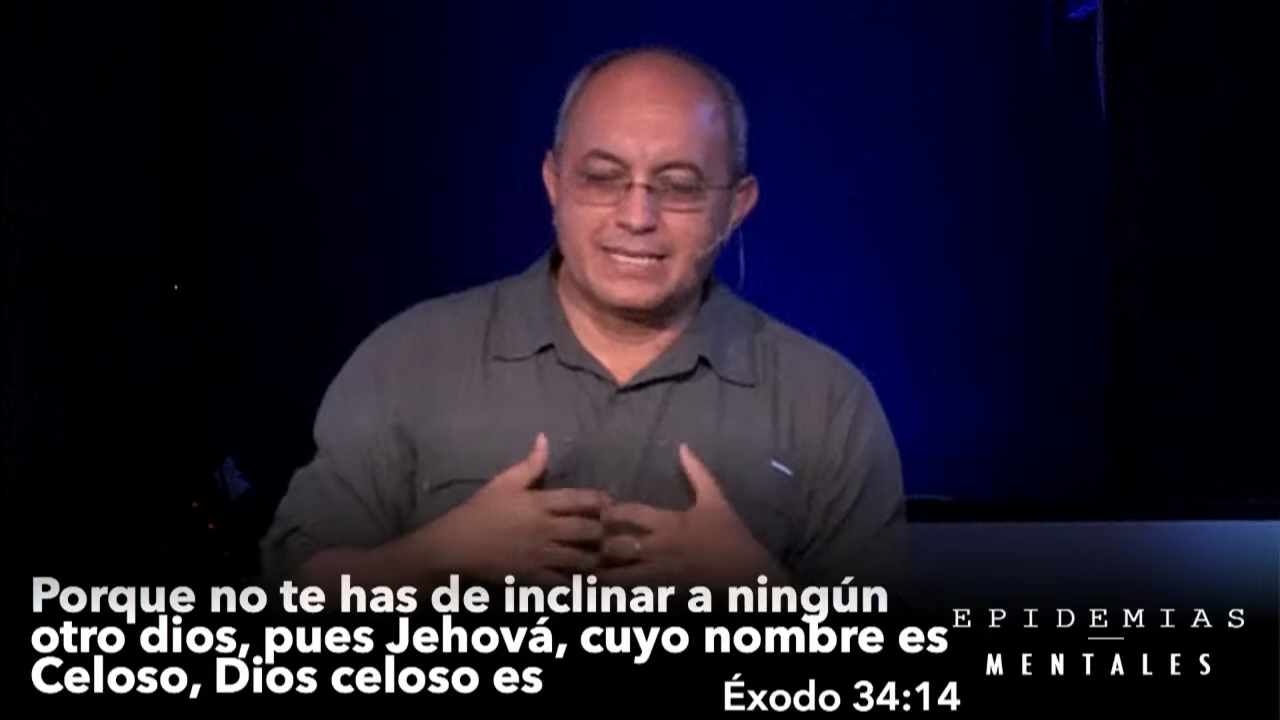 Porque no te has de inclinar a ningún
otro dios, pues Jehová, cuyo nombre es
Celoso, Dios celoso es
Éxodo 34:14
EPIDEMIAS
MENTALES